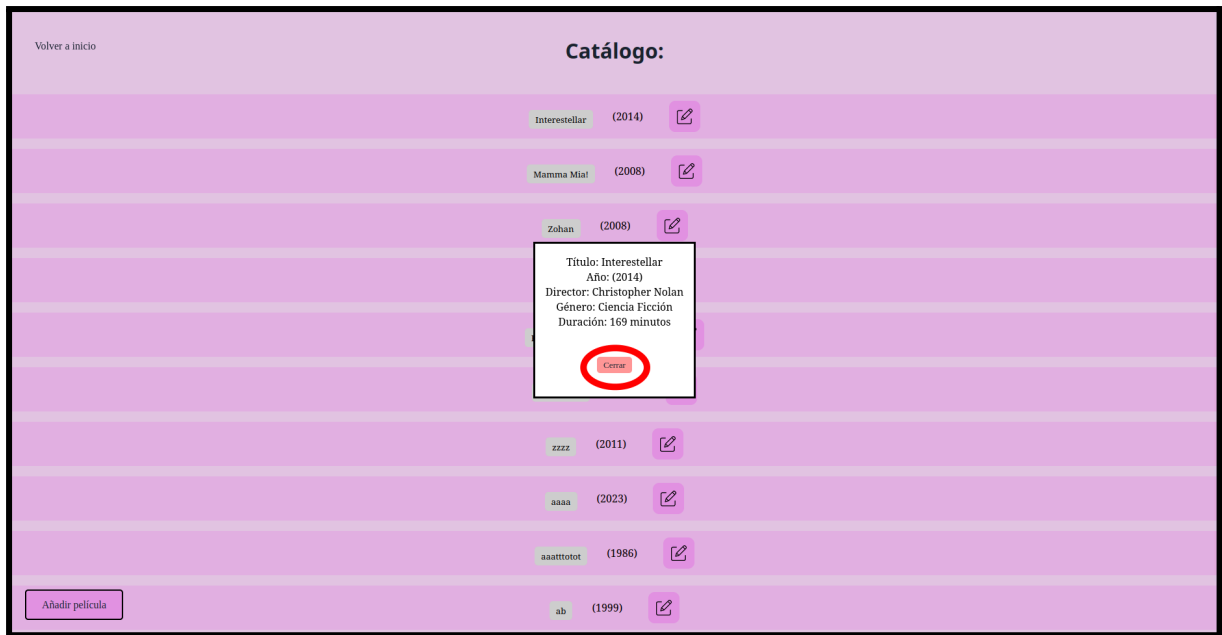 Volver a inicio
Catálogo:
Interestellar (2014)
Mamma Mia! (2008)
Zohan (2008)
Título: Interestellar
Año: (2014)
Director: Christopher Nolan
Género: Ciencia Ficción
Duración: 169 minutos
Cerrar
zzzz (2011)
aaaa (2023)
aaatttotot (1986)
ab (1999)
Añadir película